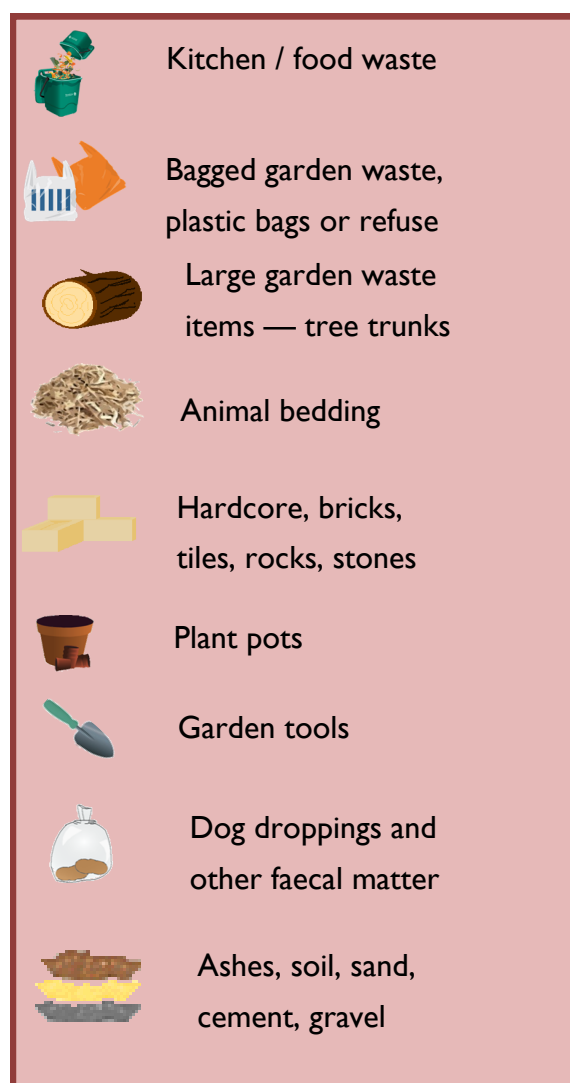 Kitchen / food waste
Bagged garden waste,
plastic bags or refuse
Large garden waste
items — tree trunks
Animal bedding
Hardcore, bricks,
tiles, rocks, stones
Plant pots
Garden tools
Dog droppings and
other faecal matter
Ashes, soil, sand,
cement, gravel